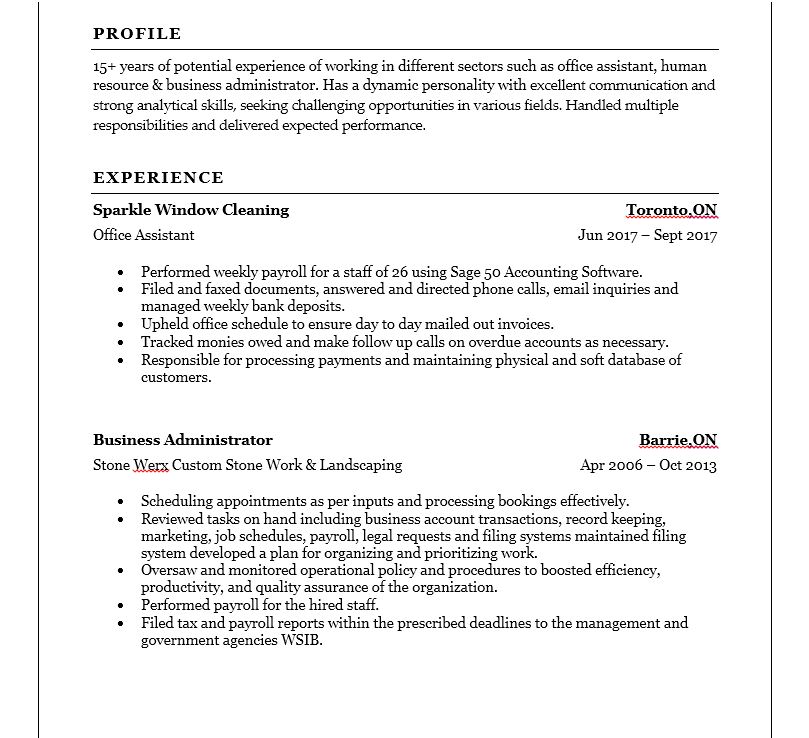 PROFILE
15+ years of potential experience of working in different sectors such as office assistant, human
resource & business administrator. Has a dynamic personality with excellent communication and
strong analytical skills, seeking challenging opportunities in various fields. Handled multiple
responsibilities and delivered expected performance.
EXPERIENCE
Sparkle Window Cleaning Toronto,ON
Office Assistant Jun 2017 – Sept 2017
• Performed weekly payroll for a staff of 26 using Sage 50 Accounting Software.
• Filed and faxed documents, answered and directed phone calls, email inquiries and
managed weekly bank deposits.
• Upheld office schedule to ensure day to day mailed out invoices.
• Tracked monies owed and make follow up calls on overdue accounts as necessary.
• Responsible for processing payments and maintaining physical and soft database of
customers.
Business Administrator Barrie,ON
Stone Werx Custom Stone Work & Landscaping Apr 2006 – Oct 2013
• Scheduling appointments as per inputs and processing bookings effectively.
• Reviewed tasks on hand including business account transactions, record keeping,
marketing, job schedules, payroll, legal requests and filing systems maintained filing
system developed a plan for organizing and prioritizing work.
• Oversaw and monitored operational policy and procedures to boosted efficiency,
productivity, and quality assurance of the organization.
• Performed payroll for the hired staff.
• Filed tax and payroll reports within the prescribed deadlines to the management and
government agencies WSIB.